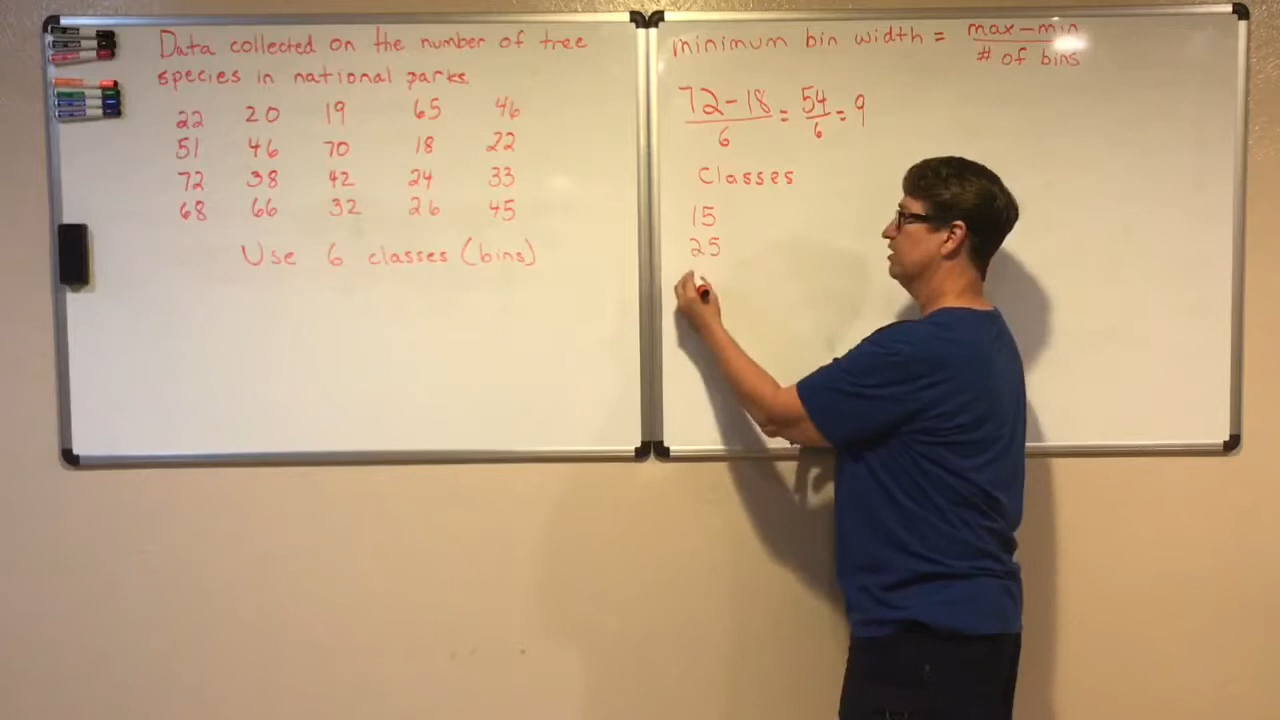 Data collected on the number of tree
species in national parks.
22 20 19 65 46
51 46 70 18 22
72 38 42 24 33
68 66 32 26 45
Use 6 classes (bins)
minimum bin width = max-min / # of bins
72-18 / 6 = 54 / 6 = 9
Classes
15
25